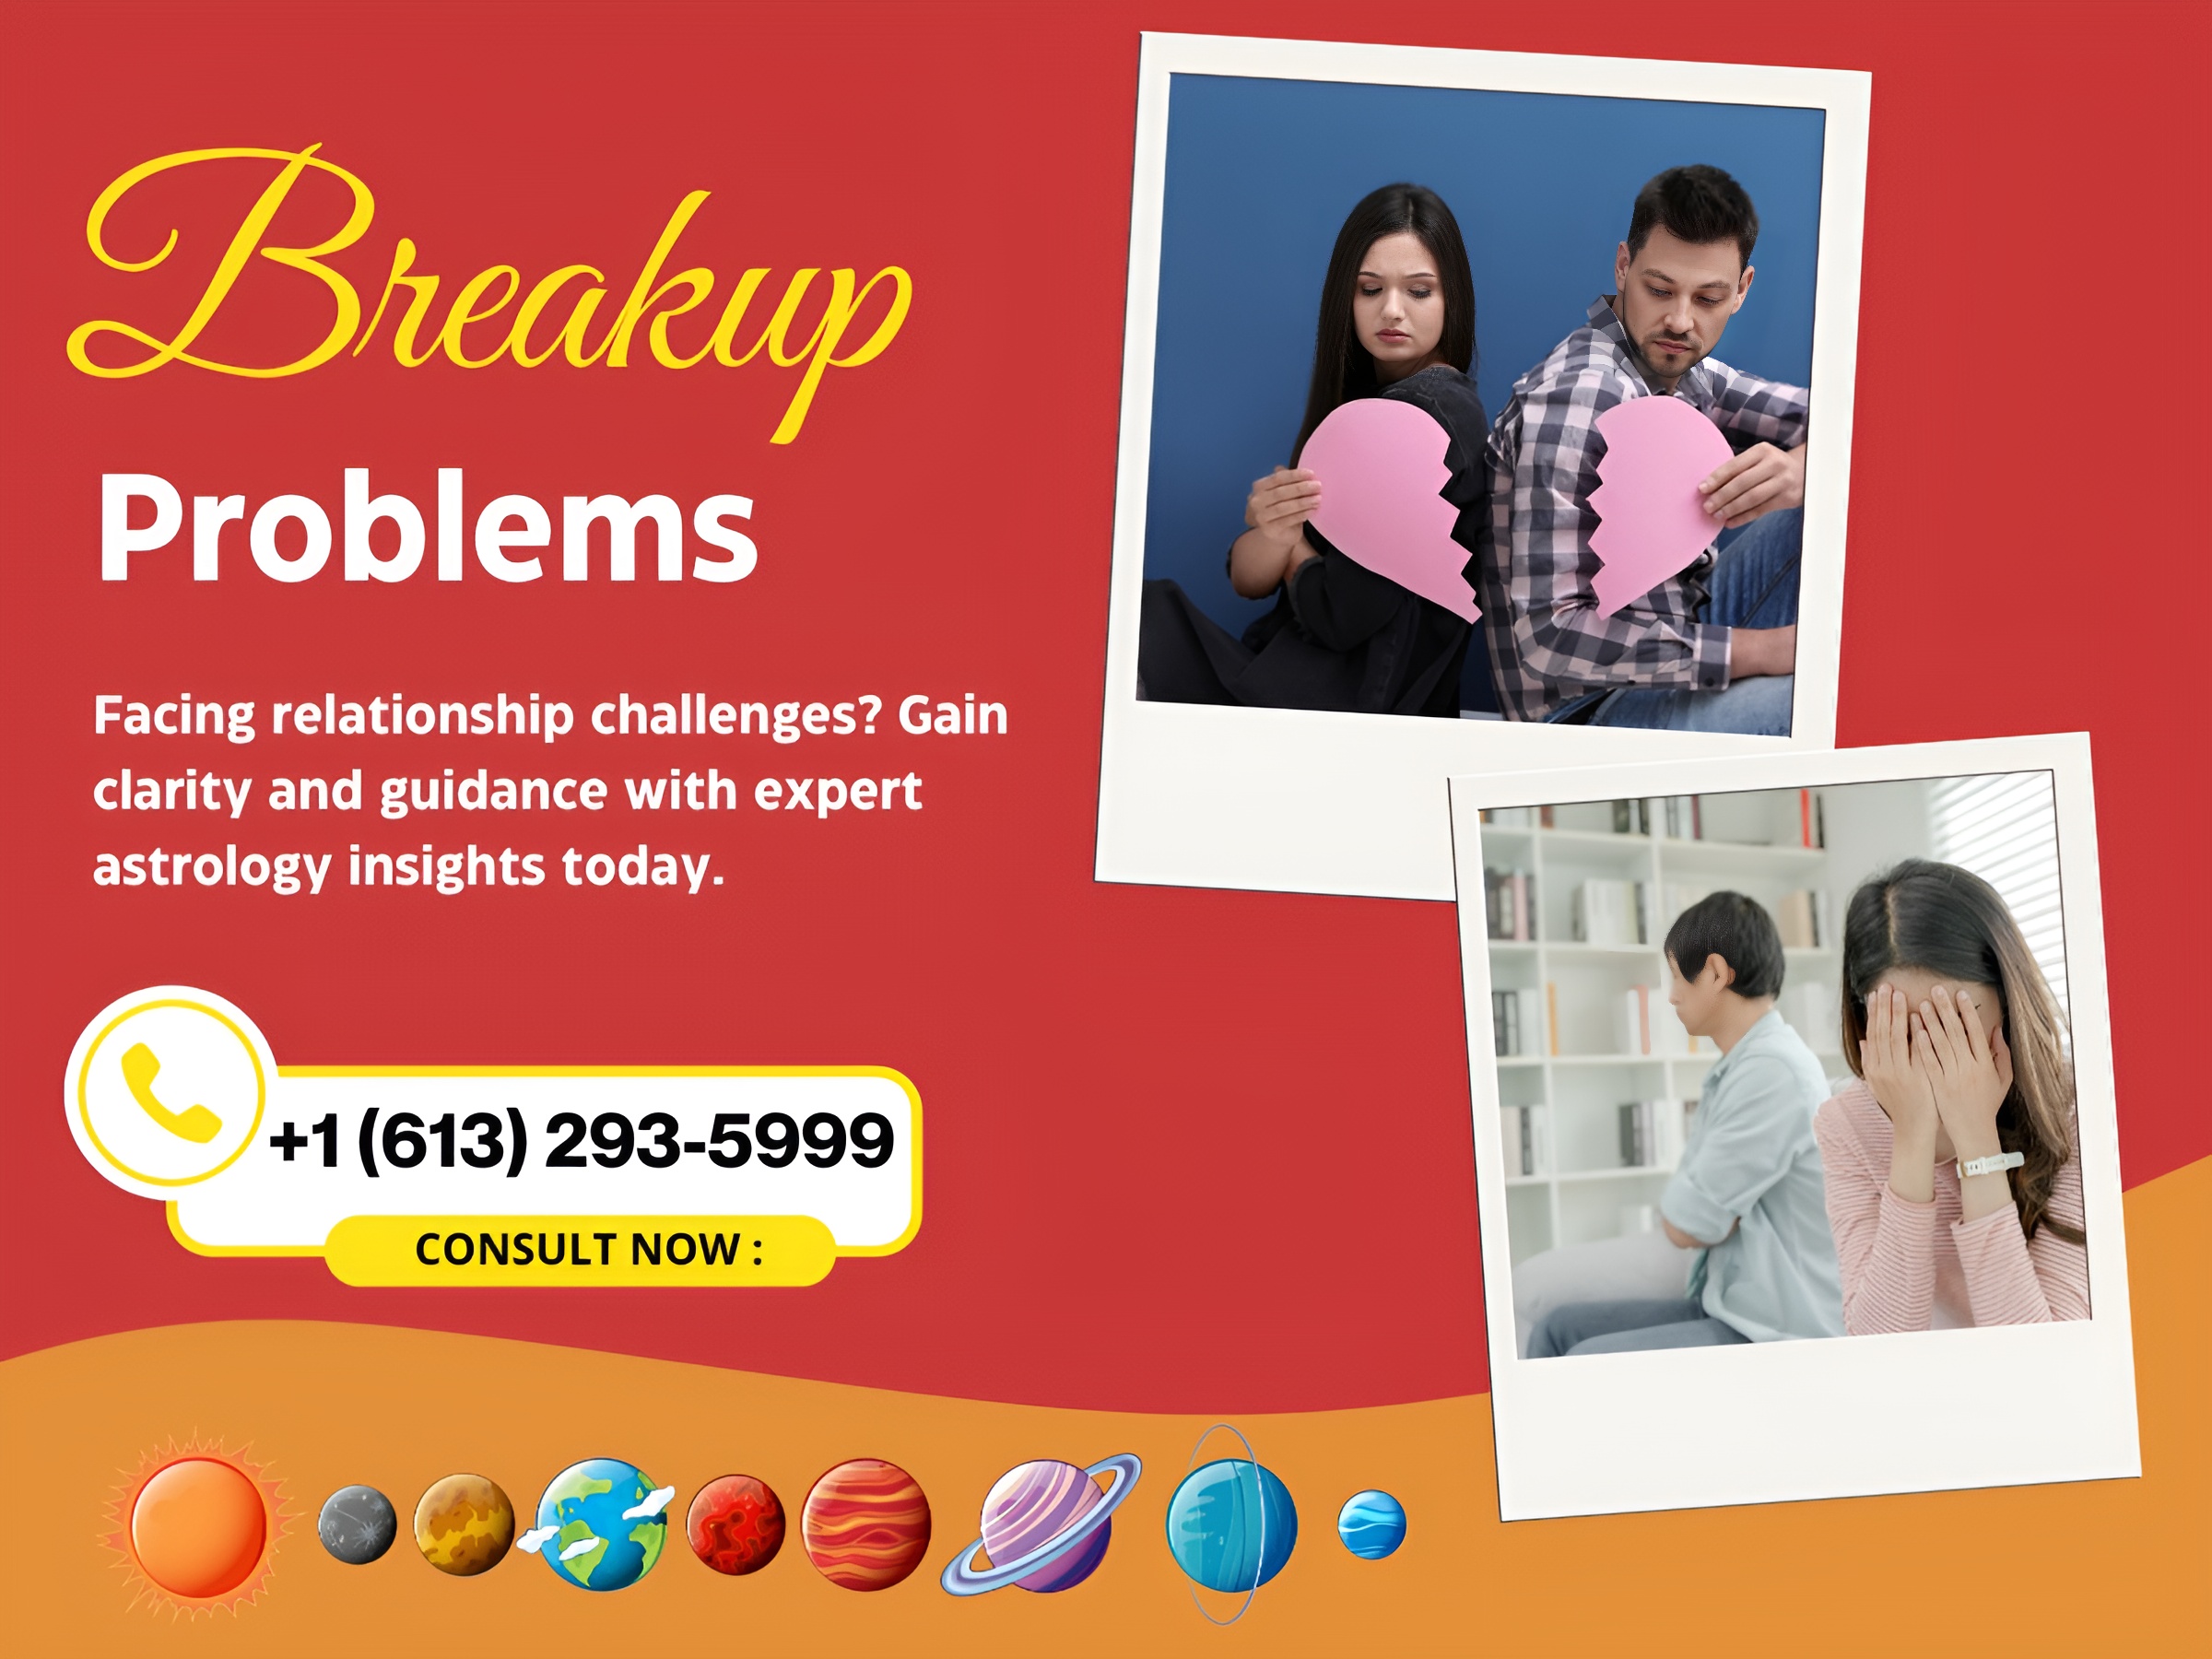 Breakup
Problems
Facing relationship challenges? Gain
clarity and guidance with expert
astrology insights today.
+1 (613) 293-5999
CONSULT NOW :